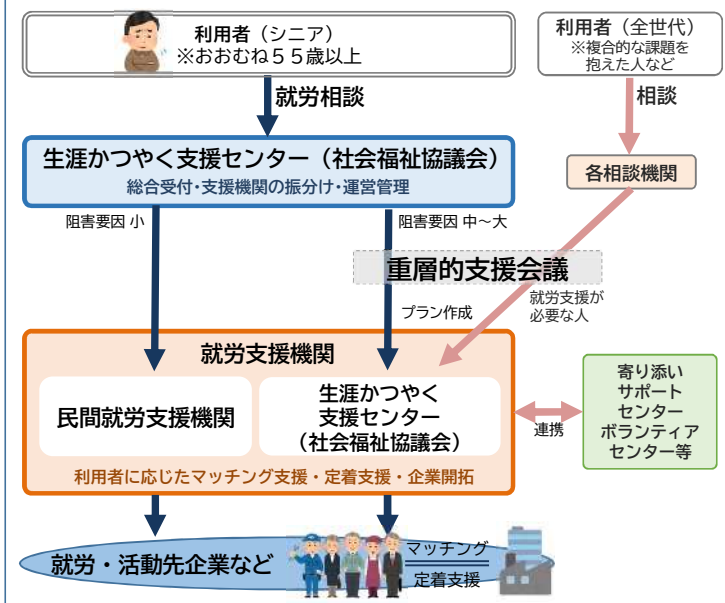 利用者（シニア）
※おおむね５５歳以上
利用者（全世代）
※複合的な課題を
抱えた人など
就労相談
相談
生涯かつやく支援センター（社会福祉協議会）
総合受付・支援機関の振分け・運営管理
各相談機関
阻害要因 小
阻害要因 中～大
重層的支援会議
就労支援が
必要な人
プラン作成
就労支援機関
民間就労支援機関
生涯かつやく
支援センター
（社会福祉協議会）
連携
寄り添い
サポート
センター
ボランティア
センター等
利用者に応じたマッチング支援・定着支援・企業開拓
就労・活動先企業など
マッチング
定着支援